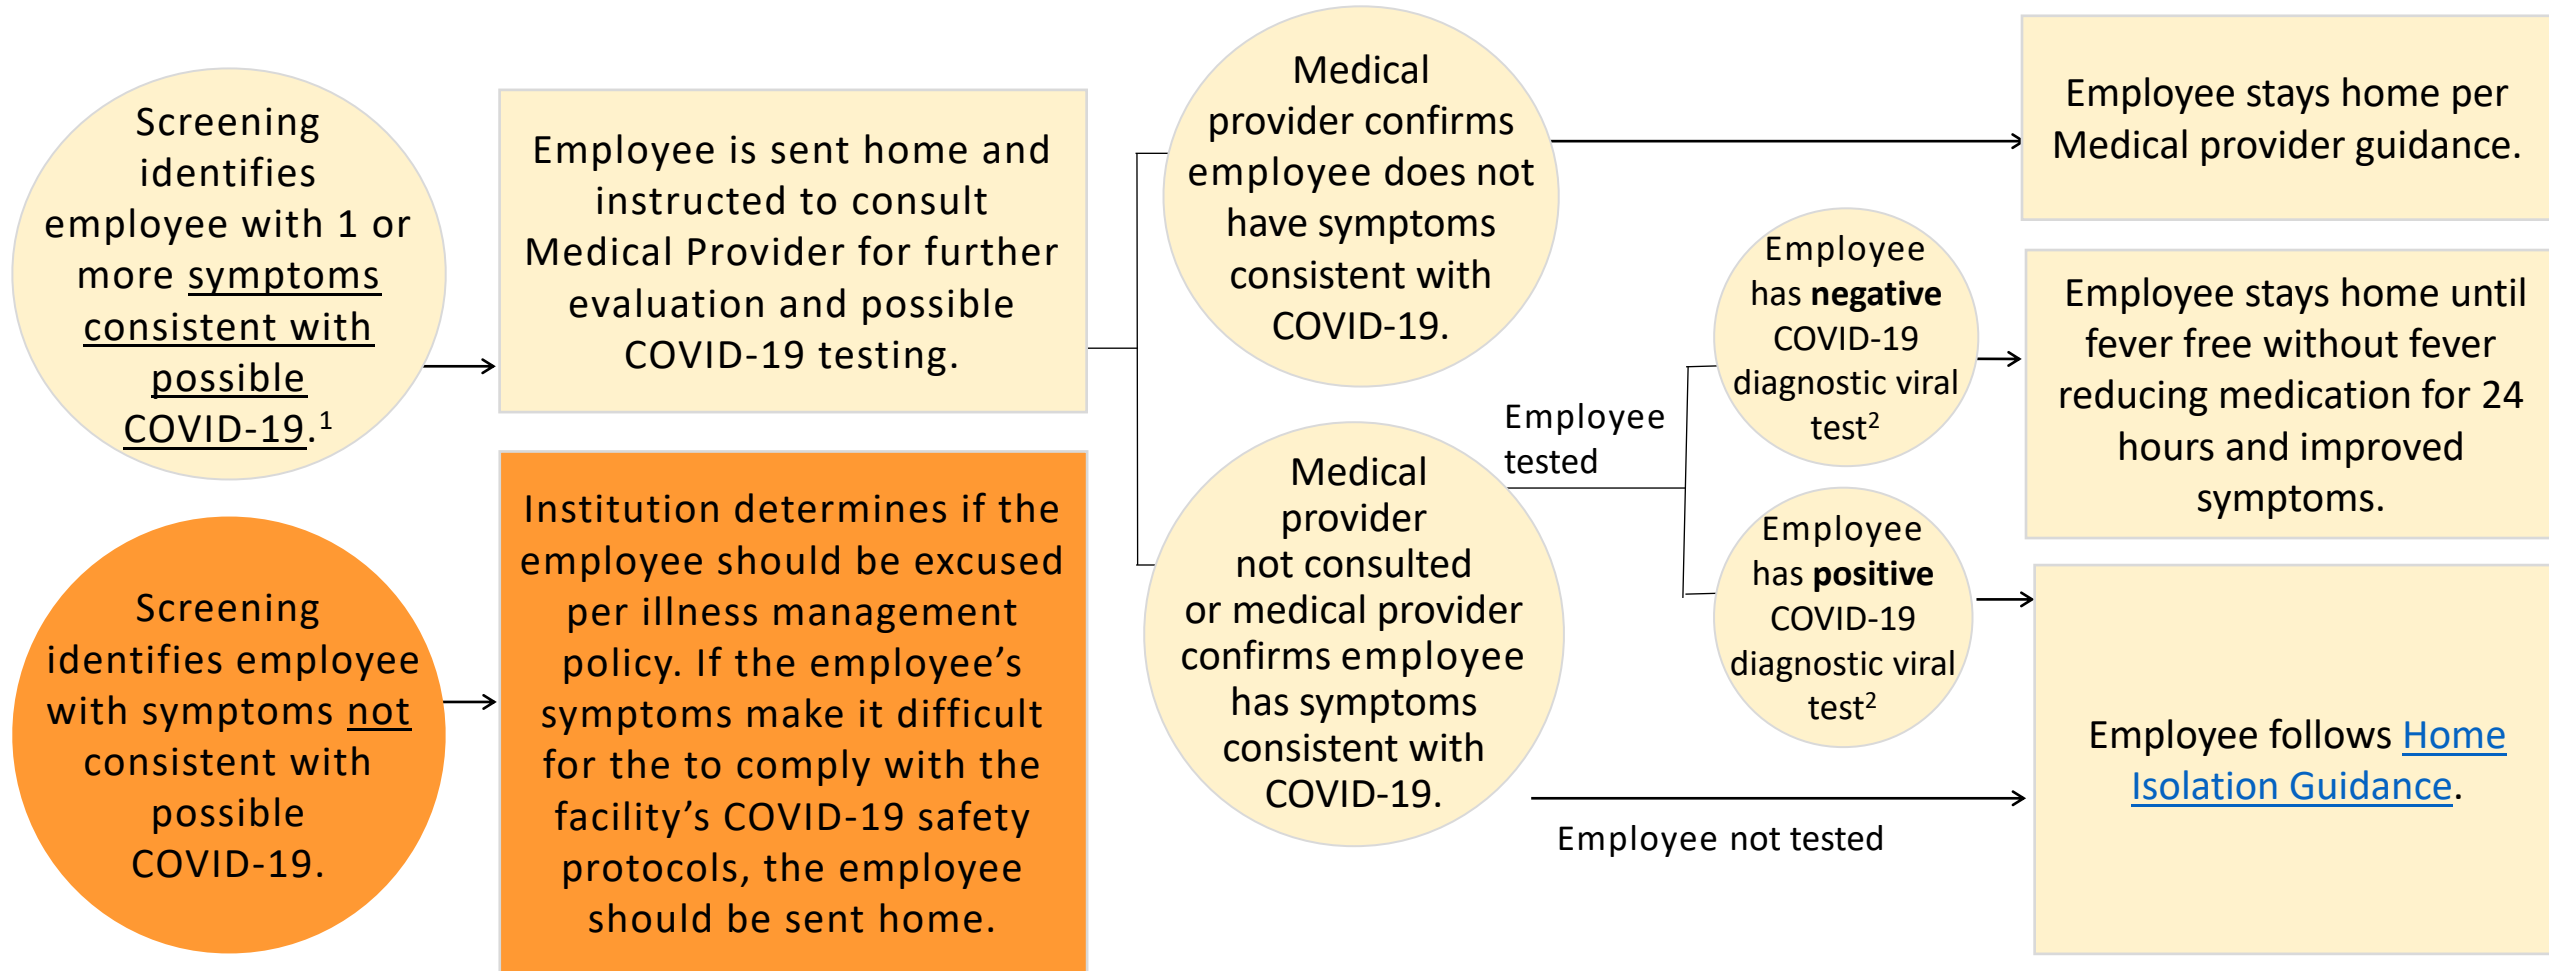 Screening
identifies
employee with 1 or
more symptoms
consistent with
possible
COVID-19.1
Employee is sent home and
instructed to consult
Medical Provider for further
evaluation and possible
COVID-19 testing.
Medical
provider confirms
employee does not
have symptoms
consistent with
COVID-19.
Employee stays home per
Medical provider guidance.
Medical
provider
not consulted
or medical provider
confirms employee
has symptoms
consistent with
COVID-19.
Employee
tested
Employee
has negative
COVID-19
diagnostic viral
test2
Employee stays home until
fever free without fever
reducing medication for 24
hours and improved
symptoms.
Employee
has positive
COVID-19
diagnostic viral
test2
Employee not tested
Employee follows Home
Isolation Guidance.
Screening
identifies employee
with symptoms not
consistent with
possible
COVID-19.
Institution determines if the
employee should be excused
per illness management
policy. If the employee’s
symptoms make it difficult
for the to comply with the
facility’s COVID-19 safety
protocols, the employee
should be sent home.